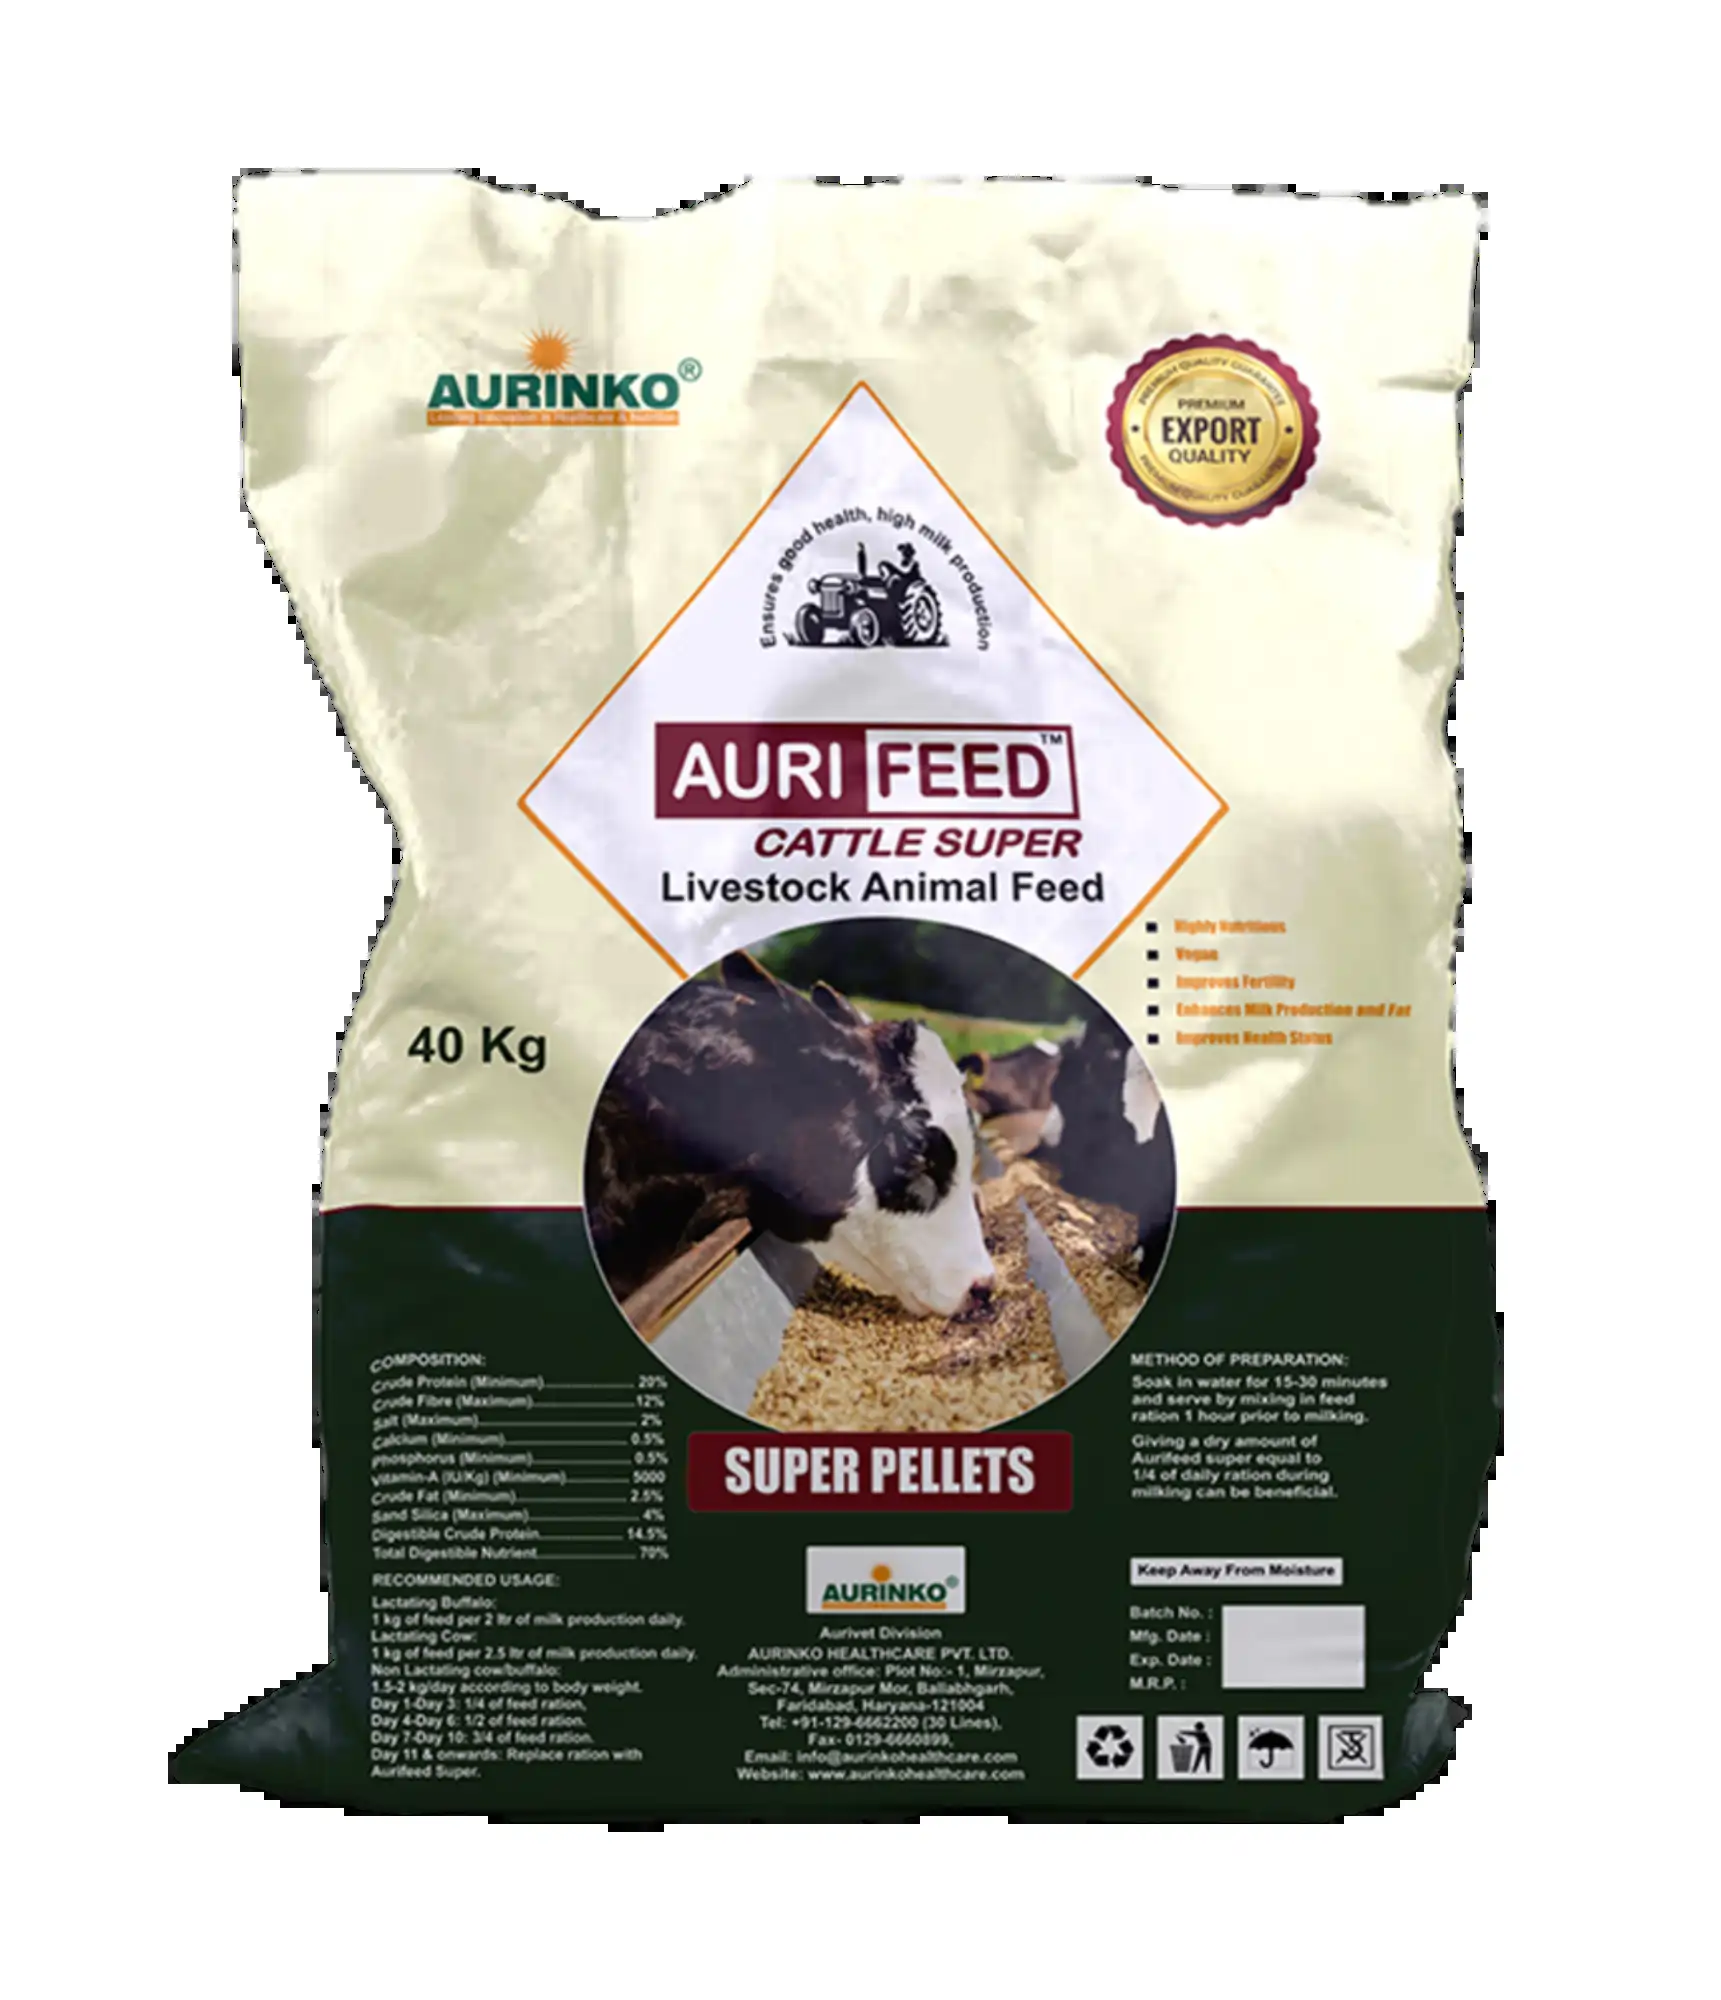 AURINKO®
PREMIUM QUALITY GUARANTEE
PREMIUM
EXPORT
QUALITY
PREMIUM QUALITY GUARANTEE
Ensures good health, high milk production
AURI FEED™
CATTLE SUPER
Livestock Animal Feed
Highly Nutritious
Vegan
Improves Fertility
Enhances Milk Production and Fat
Improves Health Status
40 Kg
SUPER PELLETS
COMPOSITION:
Crude Protein (Minimum) 20%
Crude Fibre (Maximum) 12%
Salt (Maximum) 2%
Calcium (Minimum) 0.5%
Phosphorus (Minimum) 0.5%
Vitamin-A (IU/Kg) (Minimum) 5000
Crude Fat (Minimum) 2.5%
Sand Silica (Maximum) 4%
Digestible Crude Protein 14.5%
Total Digestible Nutrient 70%
RECOMMENDED USAGE:
Lactating Buffalo:
1 kg of feed per 2 ltr of milk production daily.
Lactating Cow:
1 kg of feed per 2.5 ltr of milk production daily.
Non Lactating cow/buffalo:
1.5-2 kg/day according to body weight.
Day 1-Day 3: 1/4 of feed ration.
Day 4-Day 6: 1/2 of feed ration.
Day 7-Day 10: 3/4 of feed ration.
Day 11 & onwards: Replace ration with
Aurifeed Super.
AURINKO®
Aurivet Division
AURINKO HEALTHCARE PVT. LTD.
Administrative office: Plot No:- 1, Mirzapur,
Sec-74, Mirzapur Mor, Ballabhgarh,
Faridabad, Haryana-121004
Tel: +91-129-6662200 (30 Lines),
Fax- 0129-6660899,
Email: info@aurinkohealthcare.com
Website: www.aurinkohealthcare.com
METHOD OF PREPARATION:
Soak in water for 15-30 minutes
and serve by mixing in feed
ration 1 hour prior to milking.
Giving a dry amount of
Aurifeed super equal to
1/4 of daily ration during
milking can be beneficial.
Keep Away From Moisture
Batch No. :
Mfg. Date :
Exp. Date :
M.R.P. :